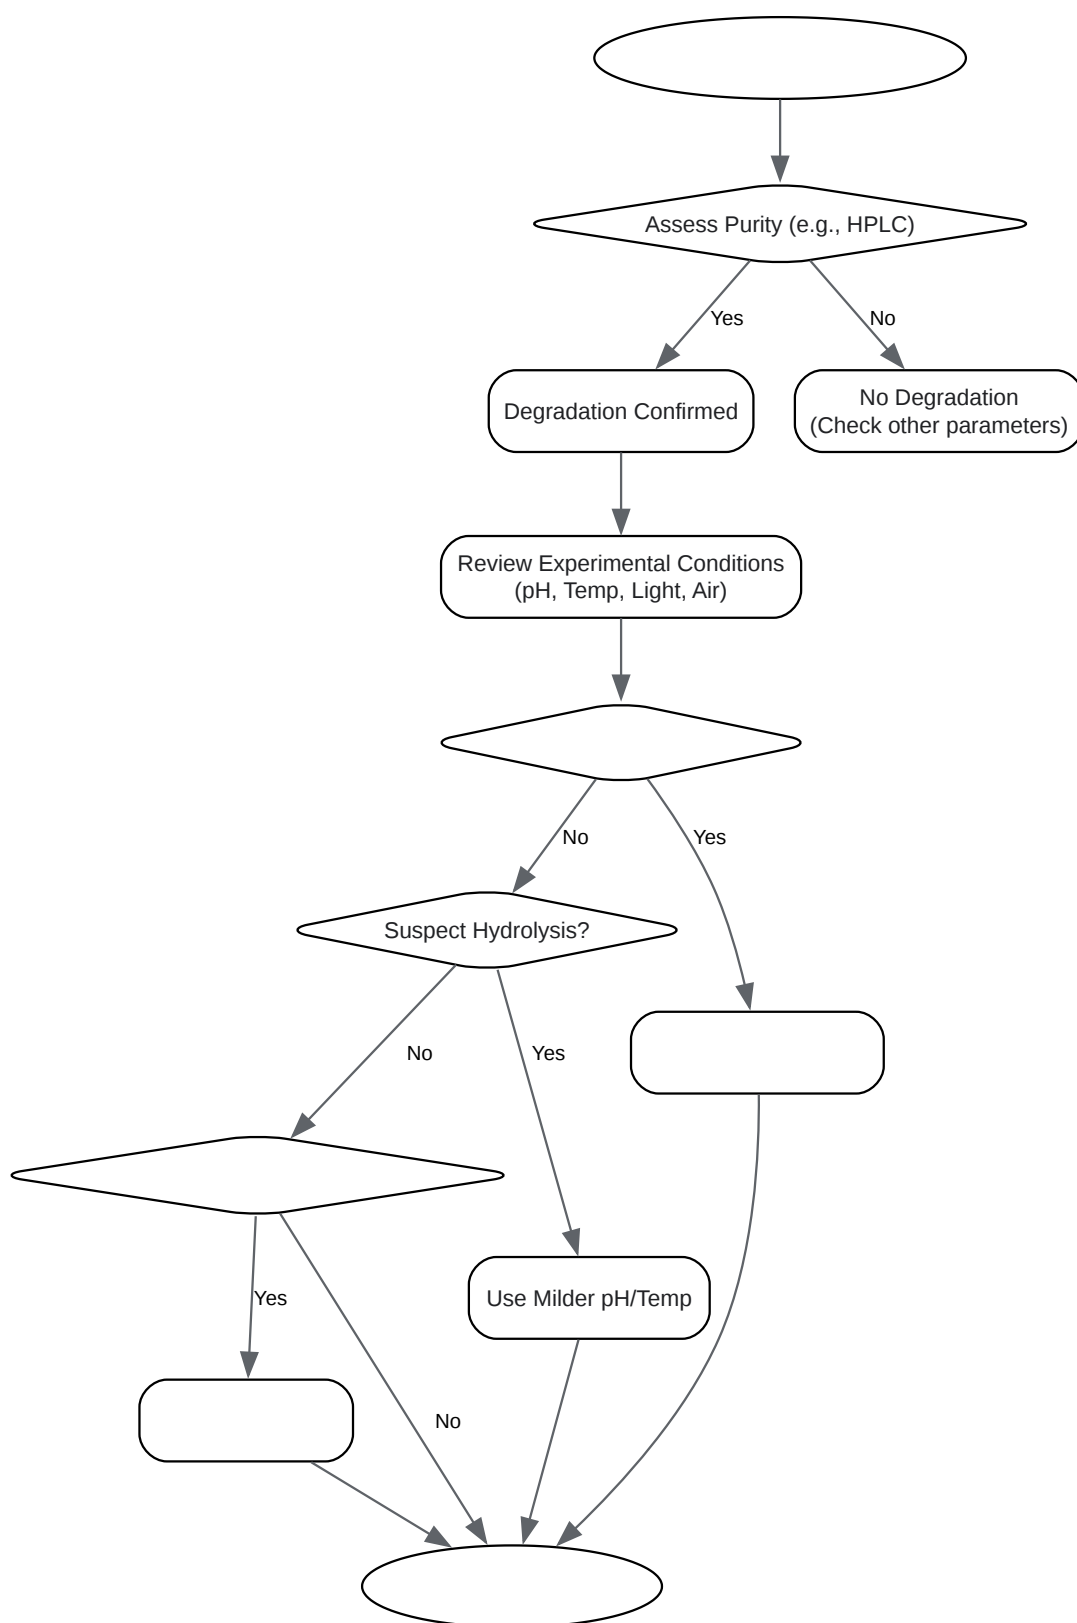 Assess Purity (e.g., HPLC)
Yes
No
Degradation Confirmed
No Degradation
(Check other parameters)
Review Experimental Conditions
(pH, Temp, Light, Air)
No
Yes
Suspect Hydrolysis?
No
Yes
Yes
Use Milder pH/Temp
No